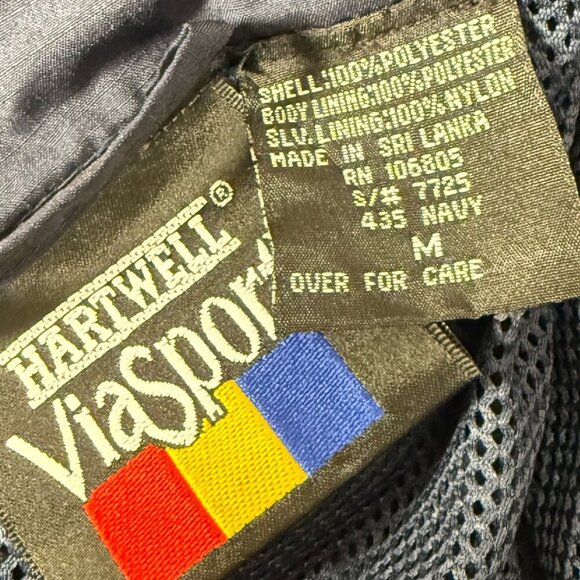 SHELL:100%POLYESTER
BODY LINING:100%POLYESTER
SLV. LINING:100% NYLON
MADE IN SRI LANKA
RN 106805
S/# 7725
435 NAVY
M
OVER FOR CARE
HARTWELL®
ViaSport